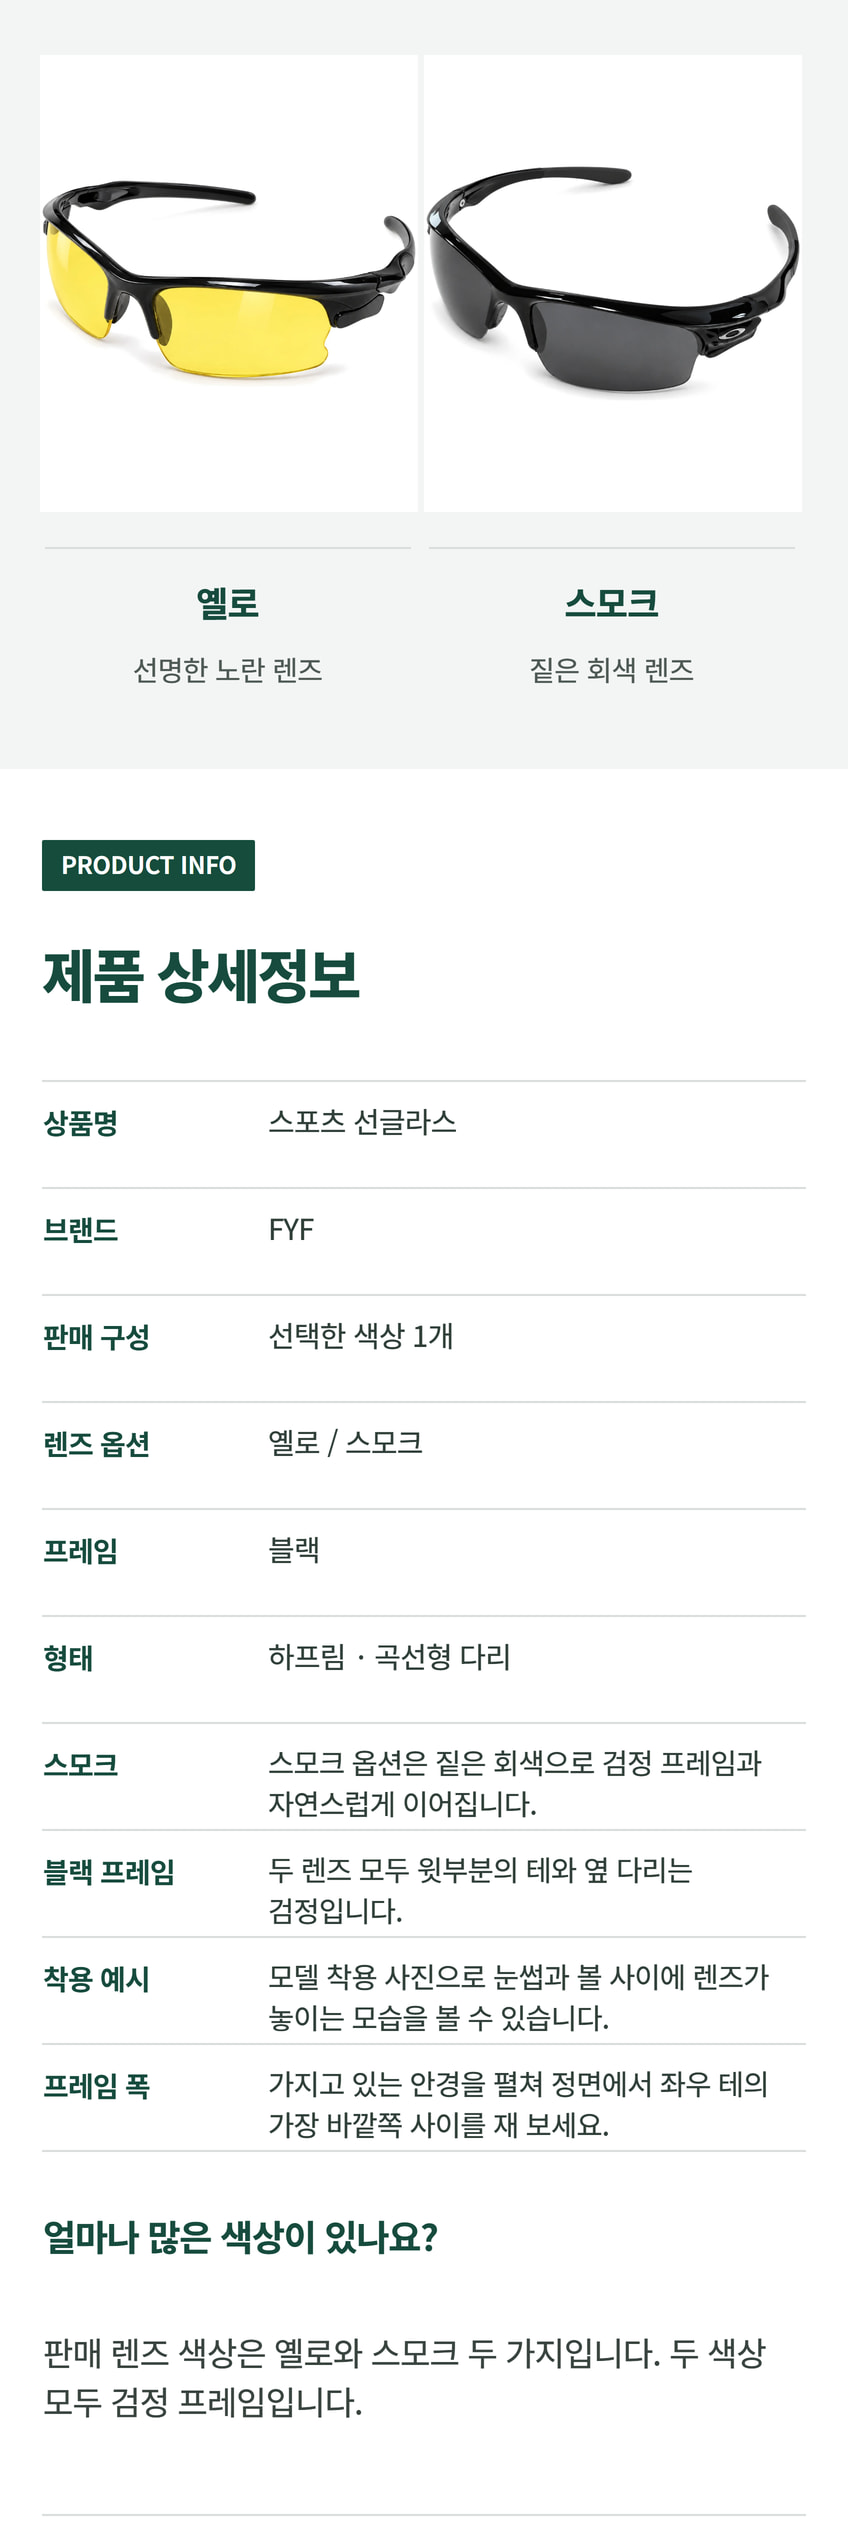 옐로
스모크
선명한 노란 렌즈
짙은 회색 렌즈
PRODUCT INFO
제품 상세정보
상품명
스포츠 선글라스
브랜드
FYF
판매 구성
선택한 색상 1개
렌즈 옵션
옐로 / 스모크
프레임
블랙
형태
하프림 · 곡선형 다리
스모크
스모크 옵션은 짙은 회색으로 검정 프레임과
자연스럽게 이어집니다.
블랙 프레임
두 렌즈 모두 윗부분의 테와 옆 다리는
검정입니다.
착용 예시
모델 착용 사진으로 눈썹과 볼 사이에 렌즈가
놓이는 모습을 볼 수 있습니다.
프레임 폭
가지고 있는 안경을 펼쳐 정면에서 좌우 테의
가장 바깥쪽 사이를 재 보세요.
얼마나 많은 색상이 있나요?
판매 렌즈 색상은 옐로와 스모크 두 가지입니다. 두 색상
모두 검정 프레임입니다.